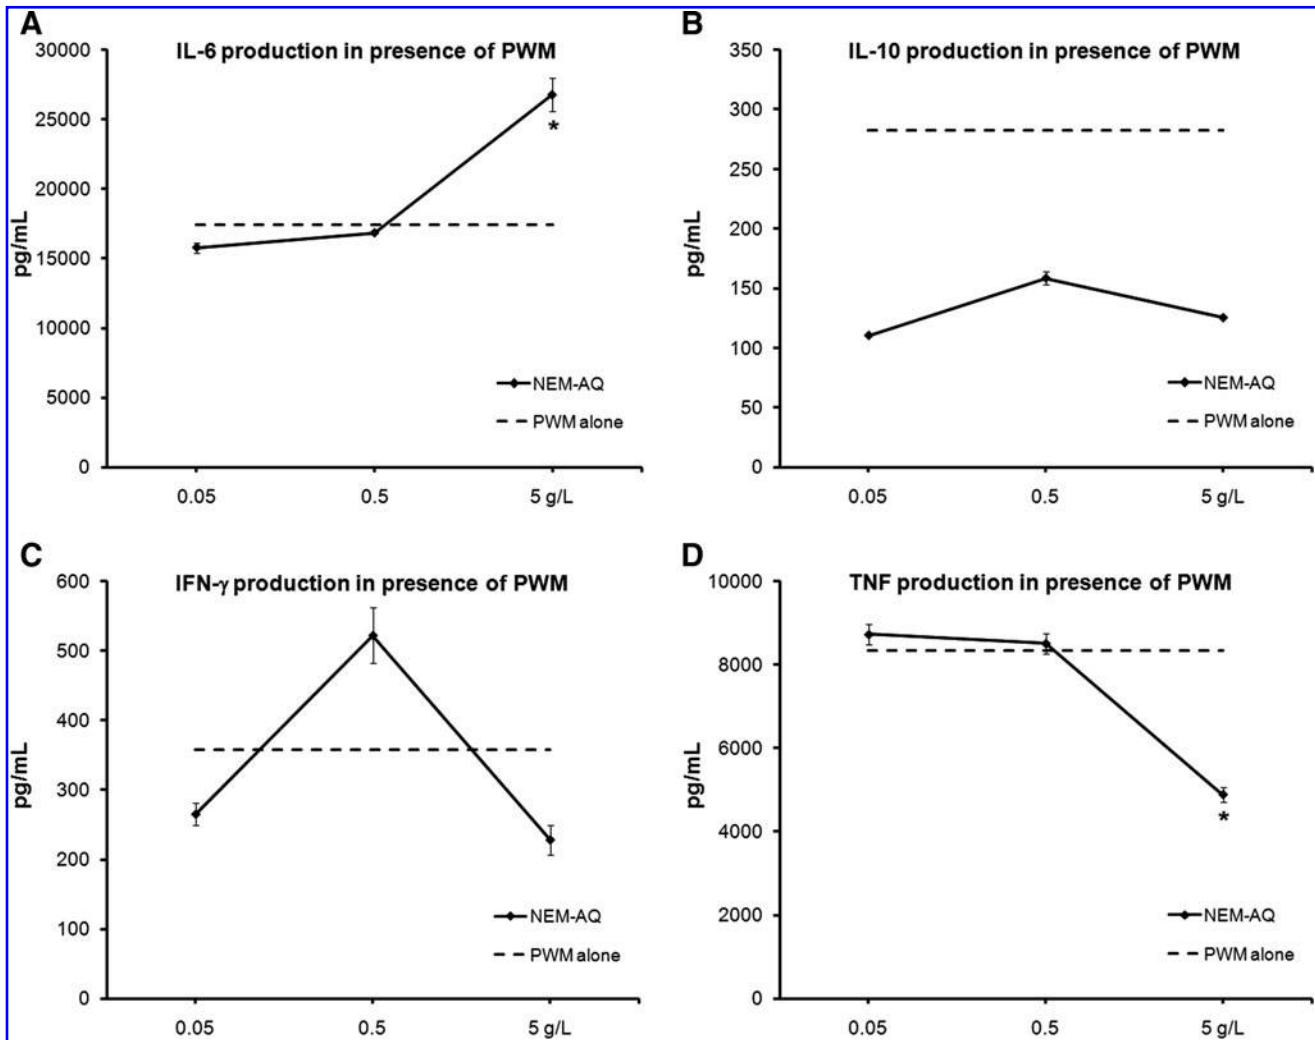 A
IL-6 production in presence of PWM
30000
25000
20000
15000
10000
5000
0
pg/mL
*
NEM-AQ
PWM alone
0.05 0.5 5 g/L
B
IL-10 production in presence of PWM
350
300
250
200
150
100
50
0
pg/mL
NEM-AQ
PWM alone
0.05 0.5 5 g/L
C
IFN-γ production in presence of PWM
600
500
400
300
200
100
0
pg/mL
NEM-AQ
PWM alone
0.05 0.5 5 g/L
D
TNF production in presence of PWM
10000
8000
6000
4000
2000
0
pg/mL
*
NEM-AQ
PWM alone
0.05 0.5 5 g/L